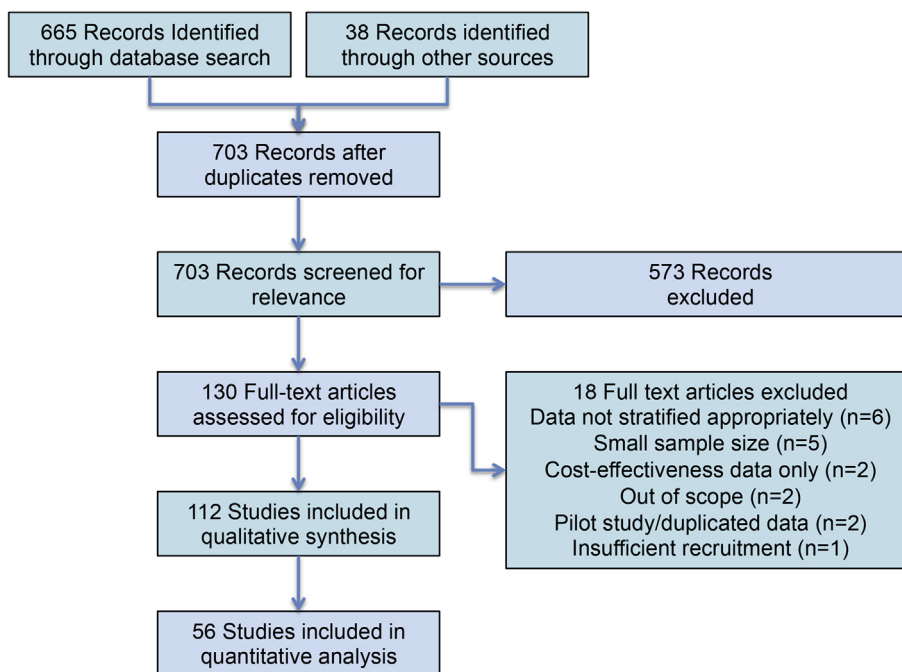 665 Records Identified
through database search
38 Records identified
through other sources
703 Records after
duplicates removed
703 Records screened for
relevance
573 Records
excluded
130 Full-text articles
assessed for eligibility
18 Full text articles excluded
Data not stratified appropriately (n=6)
Small sample size (n=5)
Cost-effectiveness data only (n=2)
Out of scope (n=2)
Pilot study/duplicated data (n=2)
Insufficient recruitment (n=1)
112 Studies included in
qualitative synthesis
56 Studies included in
quantitative analysis